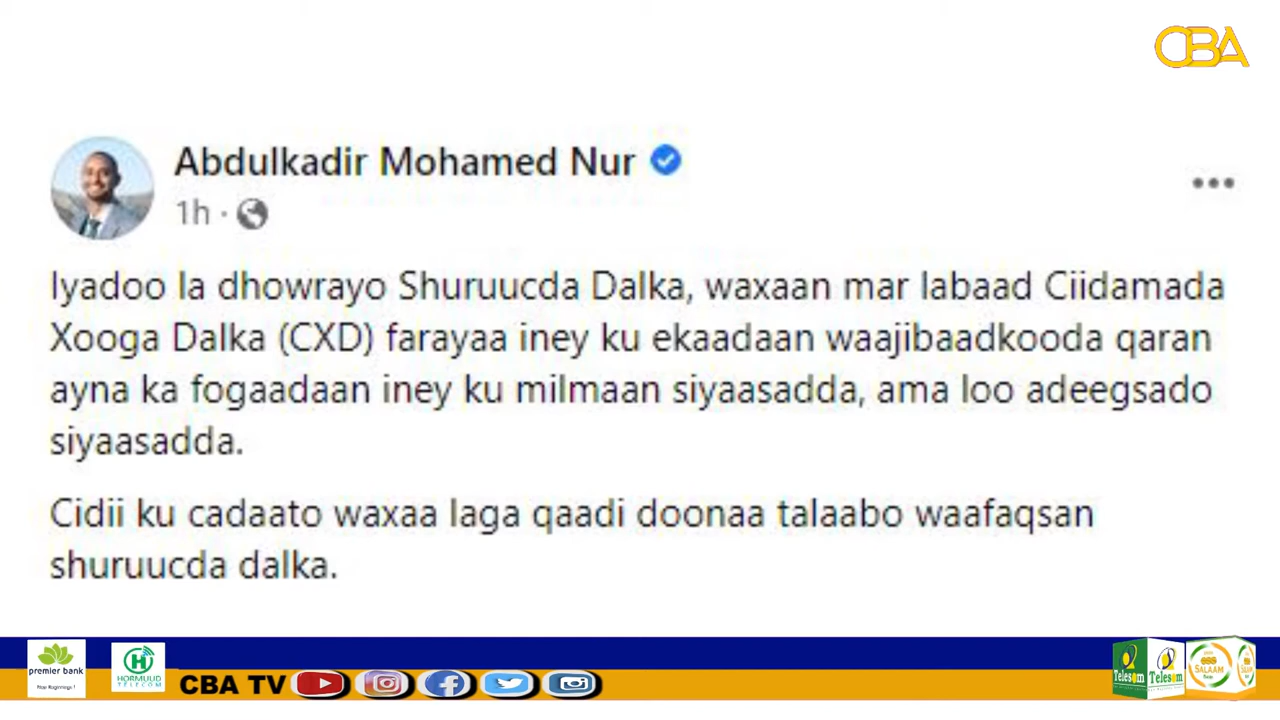 CBA
Abdulkadir Mohamed Nur
1h ·
Iyadoo la dhowrayo Shuruucda Dalka, waxaan mar labaad Ciidamada
Xooga Dalka (CXD) farayaa iney ku ekaadaan waajibaadkooda qaran
ayna ka fogaadaan iney ku milmaan siyaasadda, ama loo adeegsado
siyaasadda.
Cidii ku cadaato waxaa laga qaadi doonaa talaabo waafaqsan
shuruucda dalka.
premier bank
HORMUUD
TELECOM
CBA TV
Telesom
Telesom
SALAAM